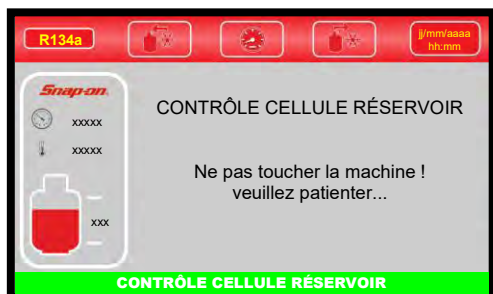 R134a
jj/mm/aaaa
hh:mm
Snap-on
xxxxx
xxxxx
xxx
CONTRÔLE CELLULE RÉSERVOIR
Ne pas toucher la machine !
veuillez patienter...
CONTRÔLE CELLULE RÉSERVOIR